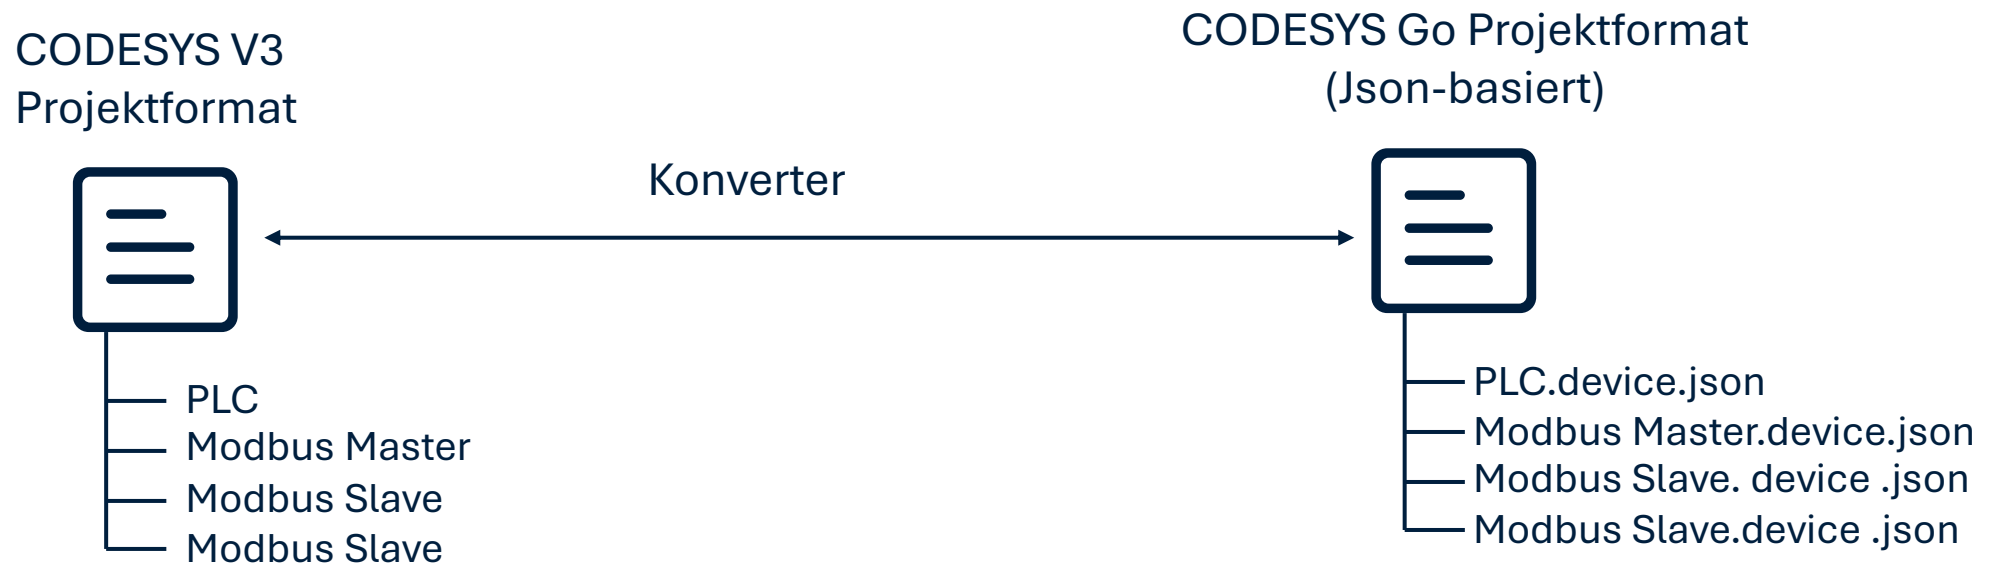 CODESYS V3
Projektformat
CODESYS Go Projektformat
(Json-basiert)
Konverter
PLC
Modbus Master
Modbus Slave
Modbus Slave
PLC.device.json
Modbus Master.device.json
Modbus Slave. device .json
Modbus Slave.device .json